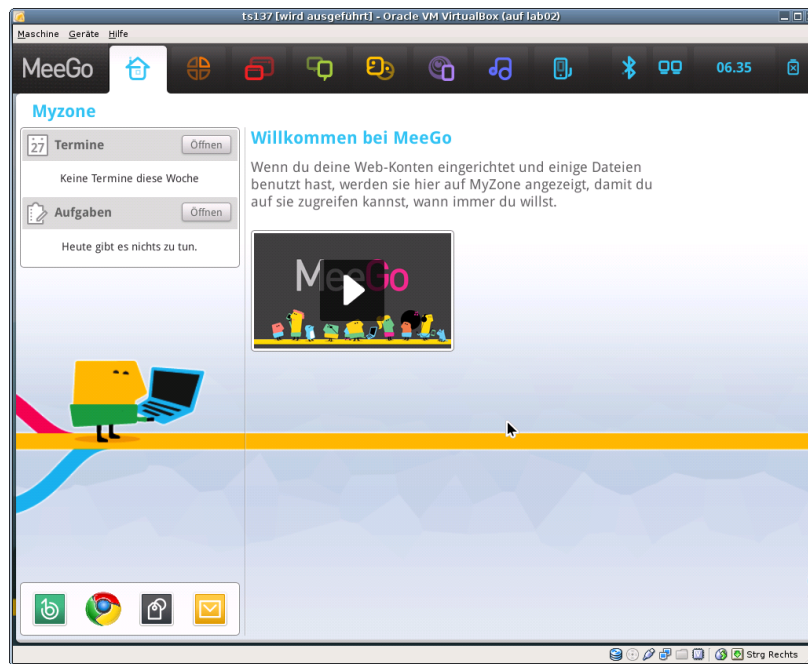 ts137 [wird ausgeführt] - Oracle VM VirtualBox (auf lab02)
Maschine Geräte Hilfe
MeeGo 06.35
Myzone
27 Termine Öffnen
Keine Termine diese Woche
Aufgaben Öffnen
Heute gibt es nichts zu tun.
Willkommen bei MeeGo
Wenn du deine Web-Konten eingerichtet und einige Dateien
benutzt hast, werden sie hier auf MyZone angezeigt, damit du
auf sie zugreifen kannst, wann immer du willst.
MeeGo
Strg Rechts